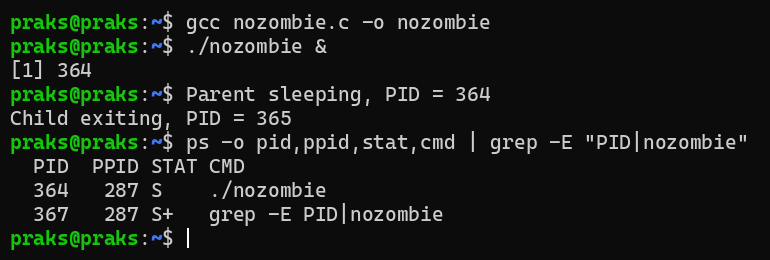 praks@praks:~$ gcc nozombie.c -o nozombie
praks@praks:~$ ./nozombie &
[1] 364
praks@praks:~$ Parent sleeping, PID = 364
Child exiting, PID = 365
praks@praks:~$ ps -o pid,ppid,stat,cmd | grep -E "PID|nozombie"
    PID    PPID STAT CMD
    364     287 S    ./nozombie
    367     287 S+   grep -E PID|nozombie
praks@praks:~$